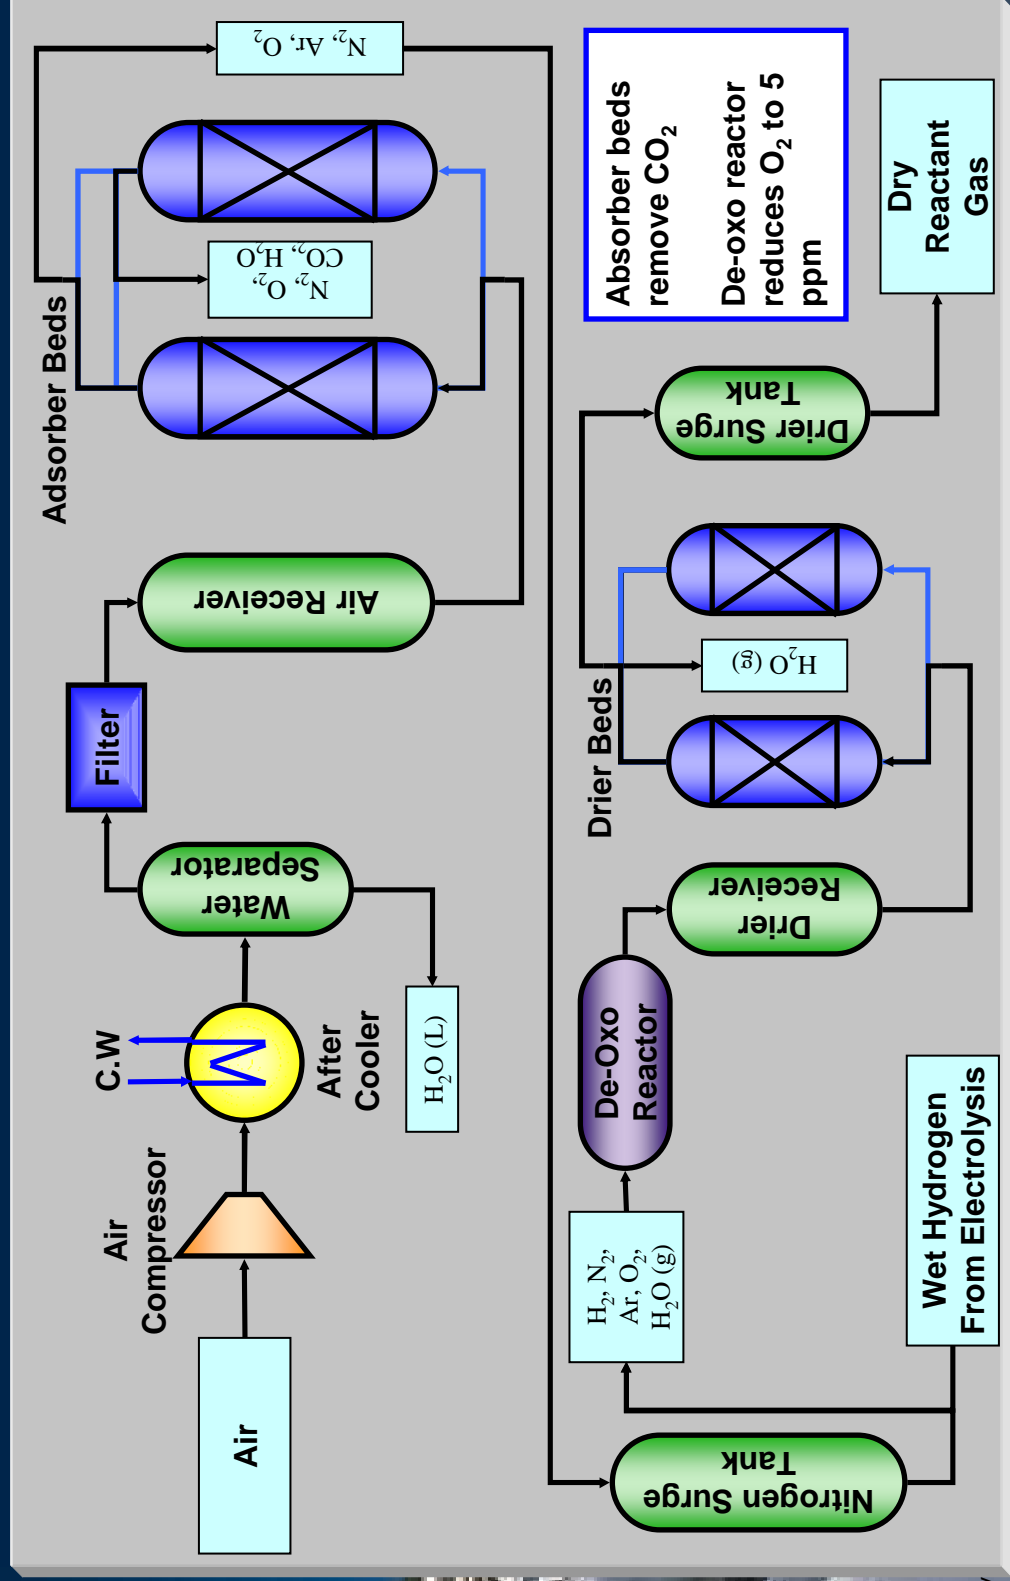 Air
Air
Compressor
C.W
After
Cooler
Water
Separator
H₂O (L)
Filter
Air Receiver
Adsorber Beds
N₂, O₂,
CO₂, H₂O
N₂, Ar, O₂
Nitrogen Surge
Tank
Wet Hydrogen
From Electrolysis
H₂, N₂,
Ar, O₂,
H₂O (g)
De-Oxo
Reactor
Drier
Receiver
Drier Beds
H₂O (g)
Drier Surge
Tank
Dry
Reactant
Gas
Absorber beds
remove CO₂
De-oxo reactor
reduces O₂ to 5
ppm